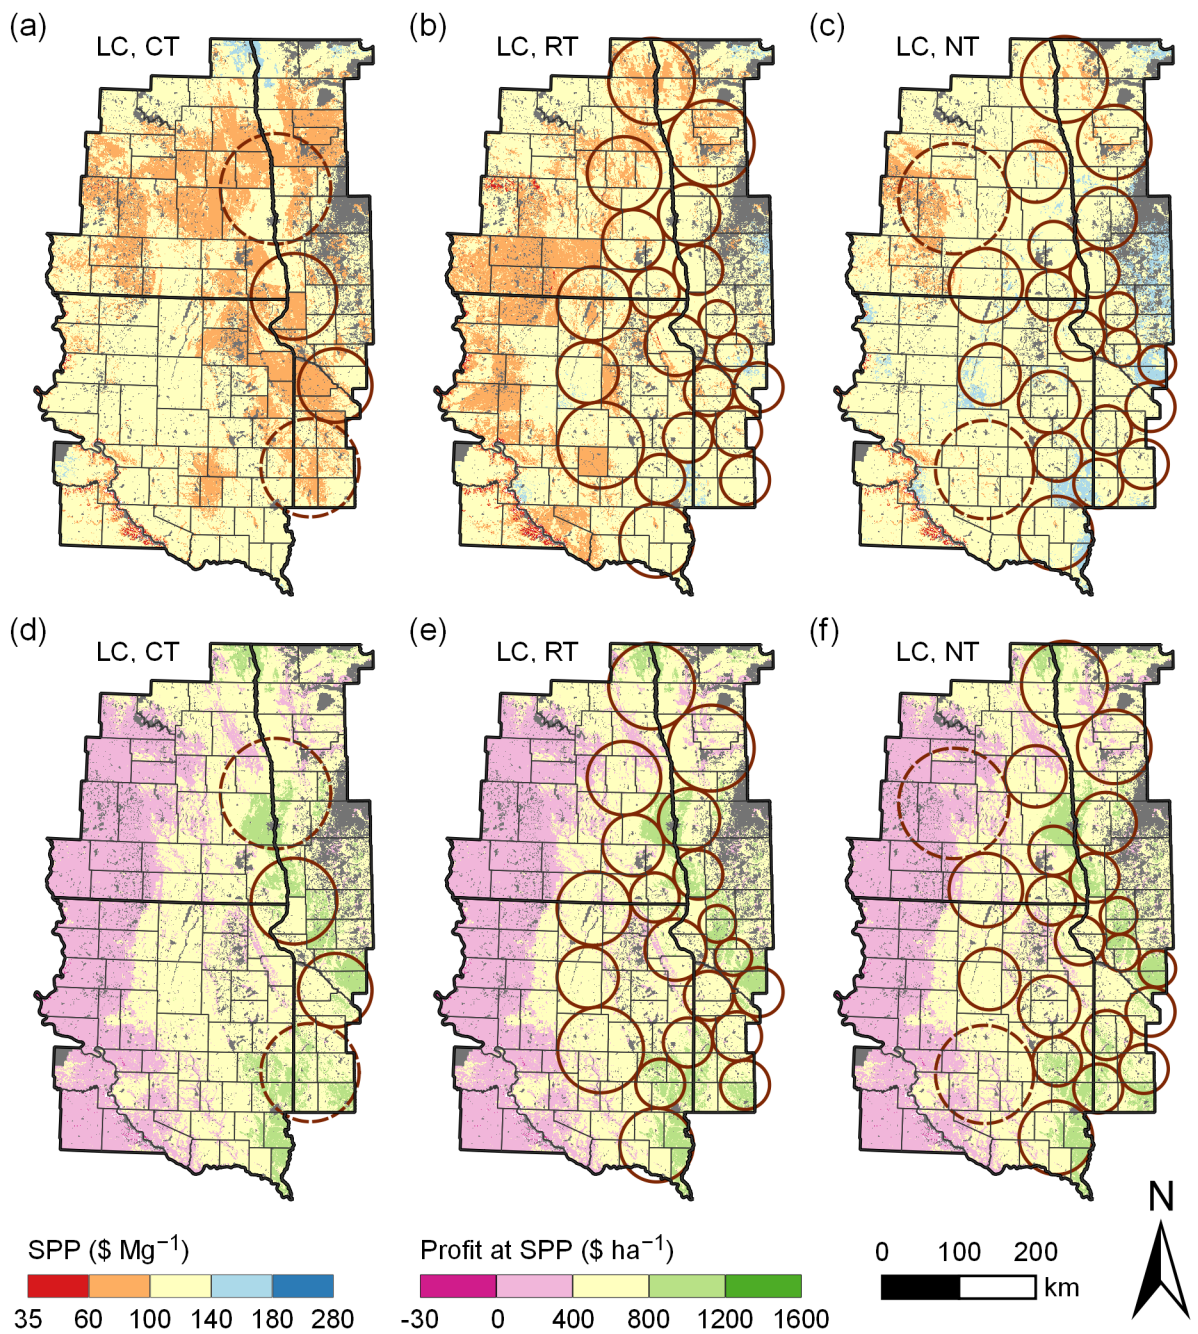 (a) LC, CT
(b) LC, RT
(c) LC, NT
(d) LC, CT
(e) LC, RT
(f) LC, NT
SPP ($ Mg⁻¹)
35 60 100 140 180 280
Profit at SPP ($ ha⁻¹)
-30 0 400 800 1200 1600
0 100 200
km
N